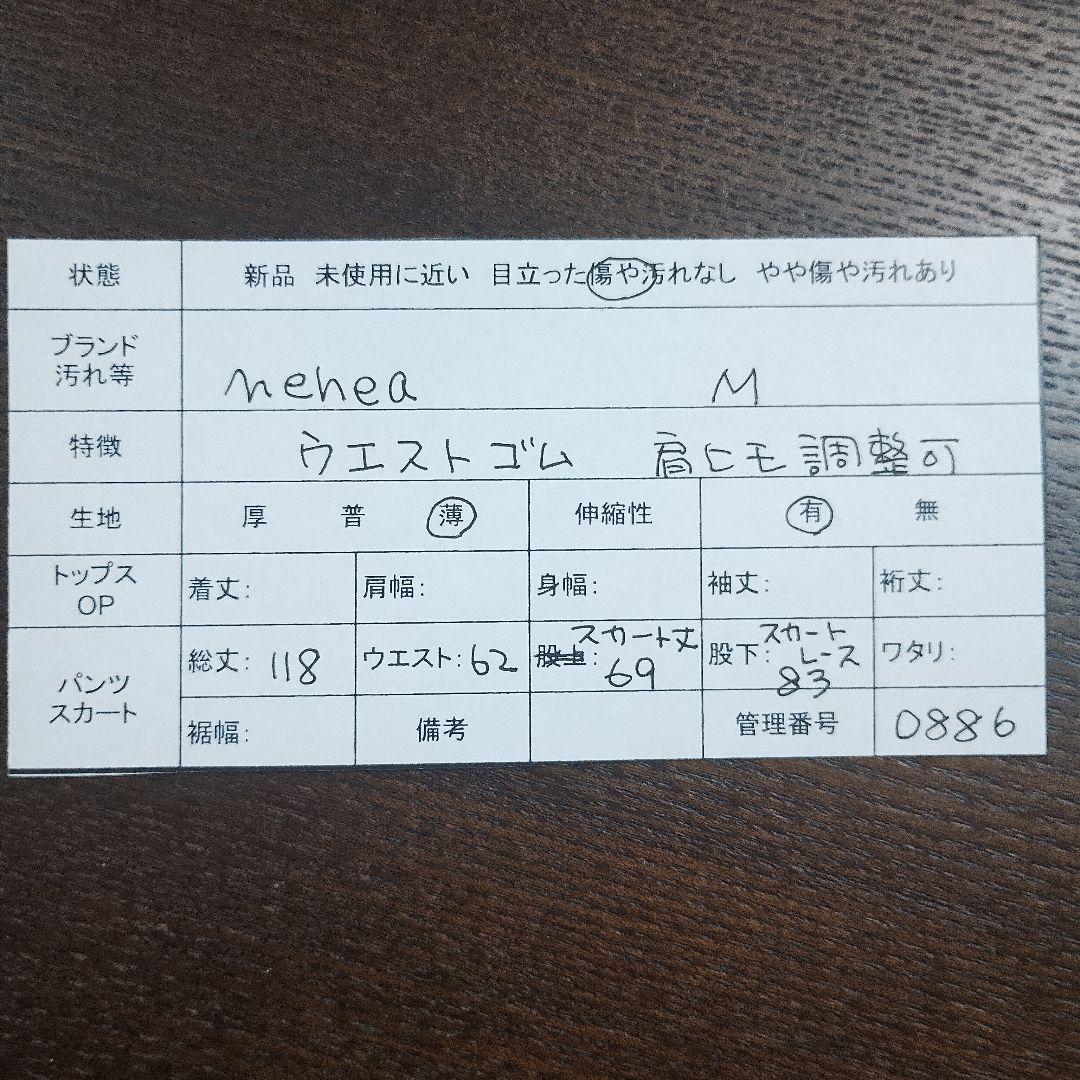 状態 新品 未使用に近い 目立った傷や汚れなし やや傷や汚れあり
ブランド
汚れ等 nehea M
特徴 ウエストゴム 肩ヒモ調整可
生地 厚 普 薄 伸縮性 有 無
トップス
OP 着丈: 肩幅: 身幅: 袖丈: 裄丈:
パンツ
スカート 総丈: 118 ウエスト: 62 股上: スカート丈 69 股下: スカートレース 83 ワタリ:
裾幅: 備考 管理番号 0886